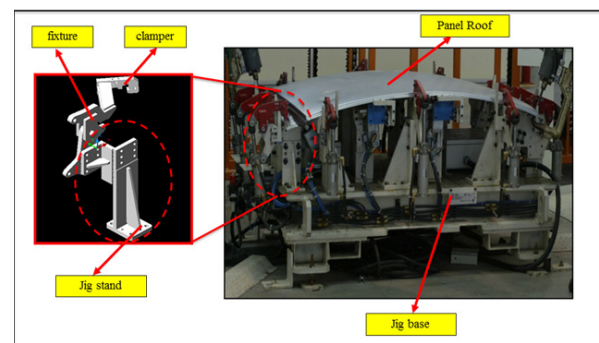 Panel Roof
fixture
clamper
Jig stand
Jig base